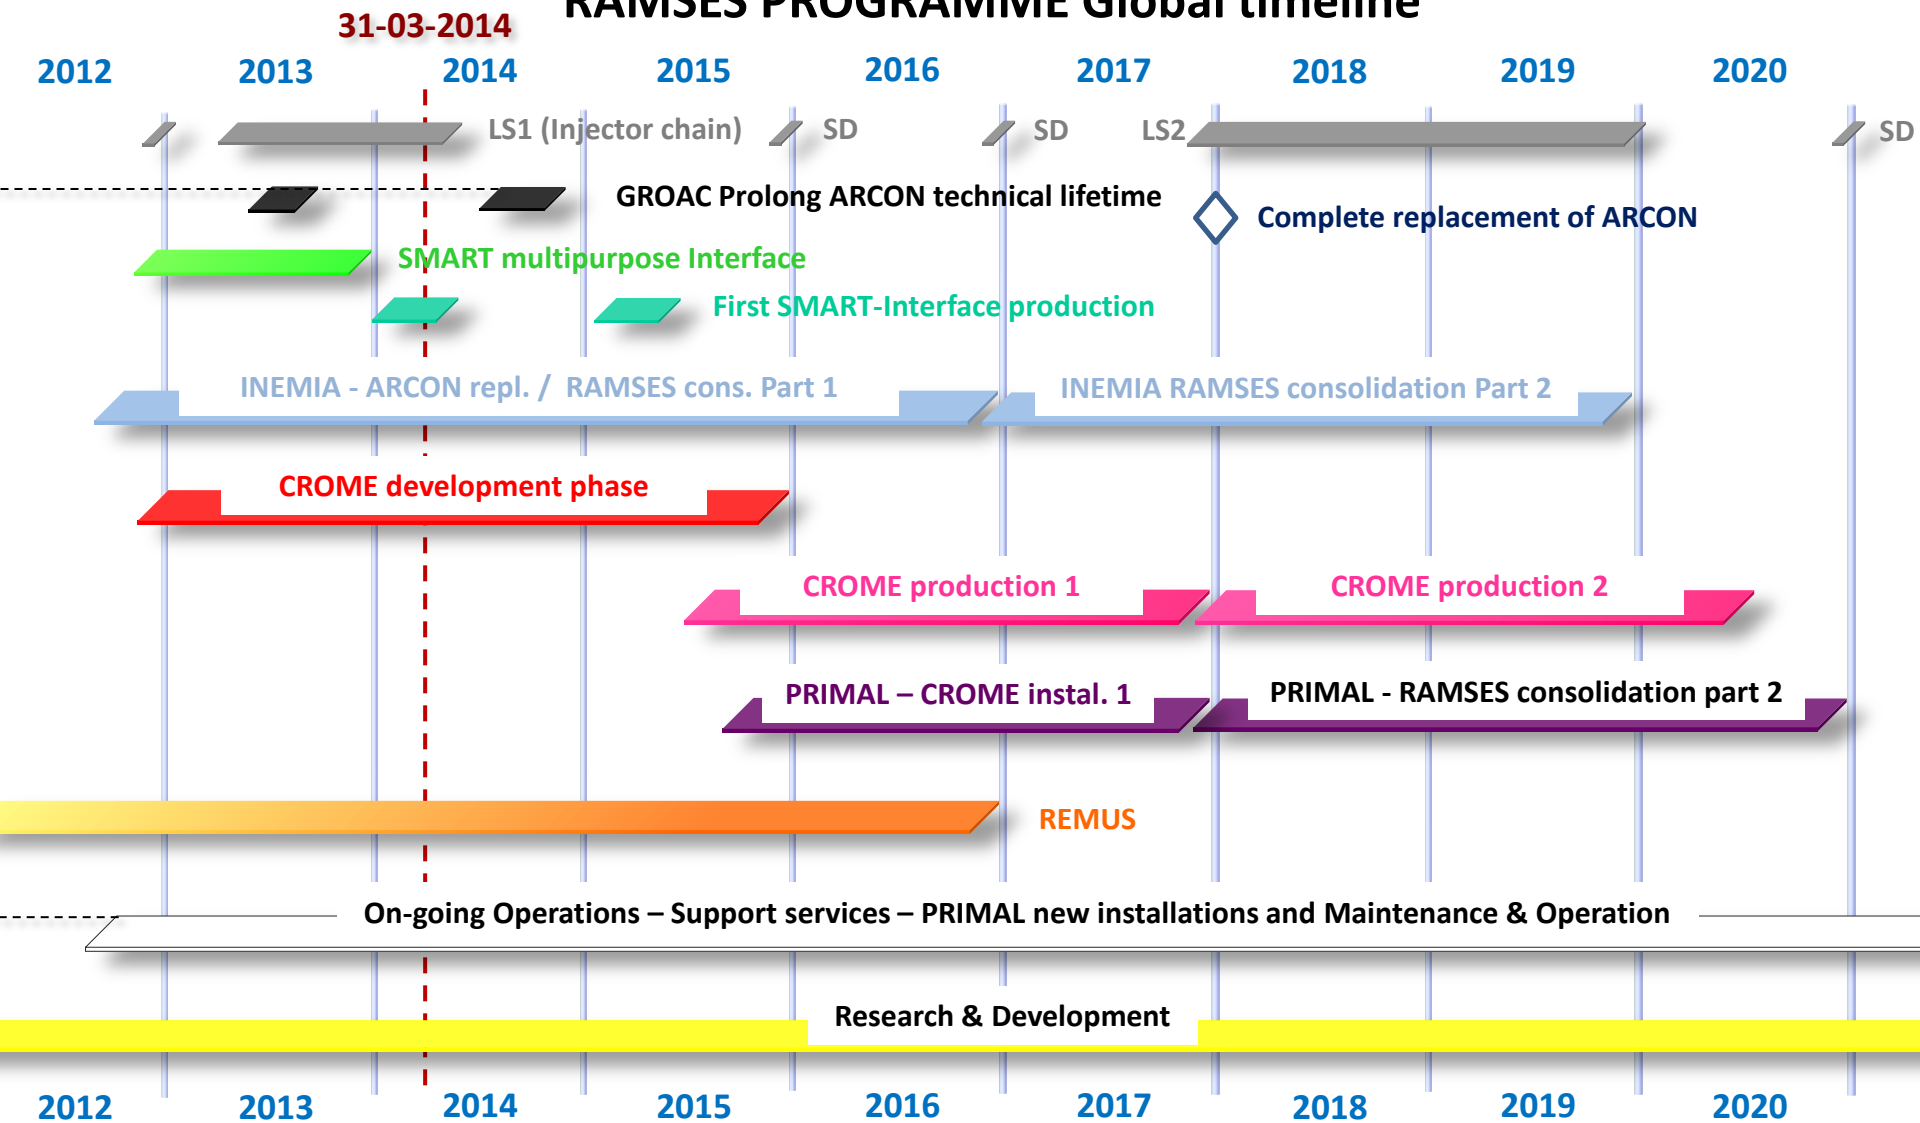 RAMSES PROGRAMME Global timeline
31-03-2014
2012 2013 2014 2015 2016 2017 2018 2019 2020
LS1 (Injector chain) SD SD LS2 SD
GROAC Prolong ARCON technical lifetime
Complete replacement of ARCON
SMART multipurpose Interface
First SMART-Interface production
INEMIA - ARCON repl. / RAMSES cons. Part 1 INEMIA RAMSES consolidation Part 2
CROME development phase
CROME production 1 CROME production 2
PRIMAL – CROME instal. 1 PRIMAL - RAMSES consolidation part 2
REMUS
On-going Operations – Support services – PRIMAL new installations and Maintenance & Operation
Research & Development
2012 2013 2014 2015 2016 2017 2018 2019 2020